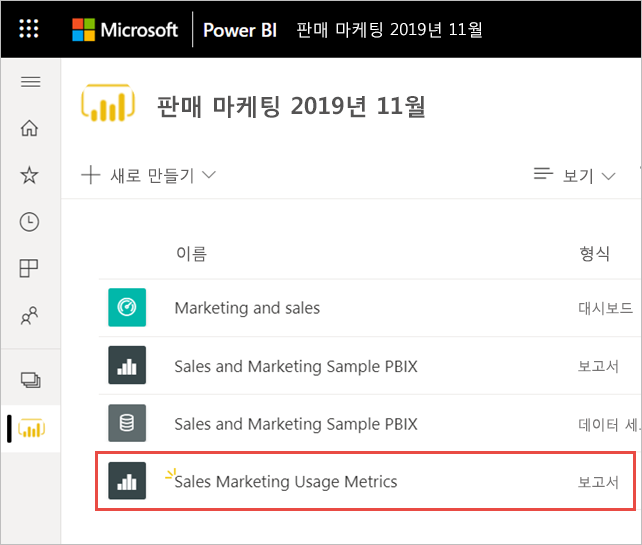 Microsoft Power BI 판매 마케팅 2019년 11월
판매 마케팅 2019년 11월
새로 만들기 보기
이름 형식
Marketing and sales 대시보드
Sales and Marketing Sample PBIX 보고서
Sales and Marketing Sample PBIX 데이터 세...
Sales Marketing Usage Metrics 보고서